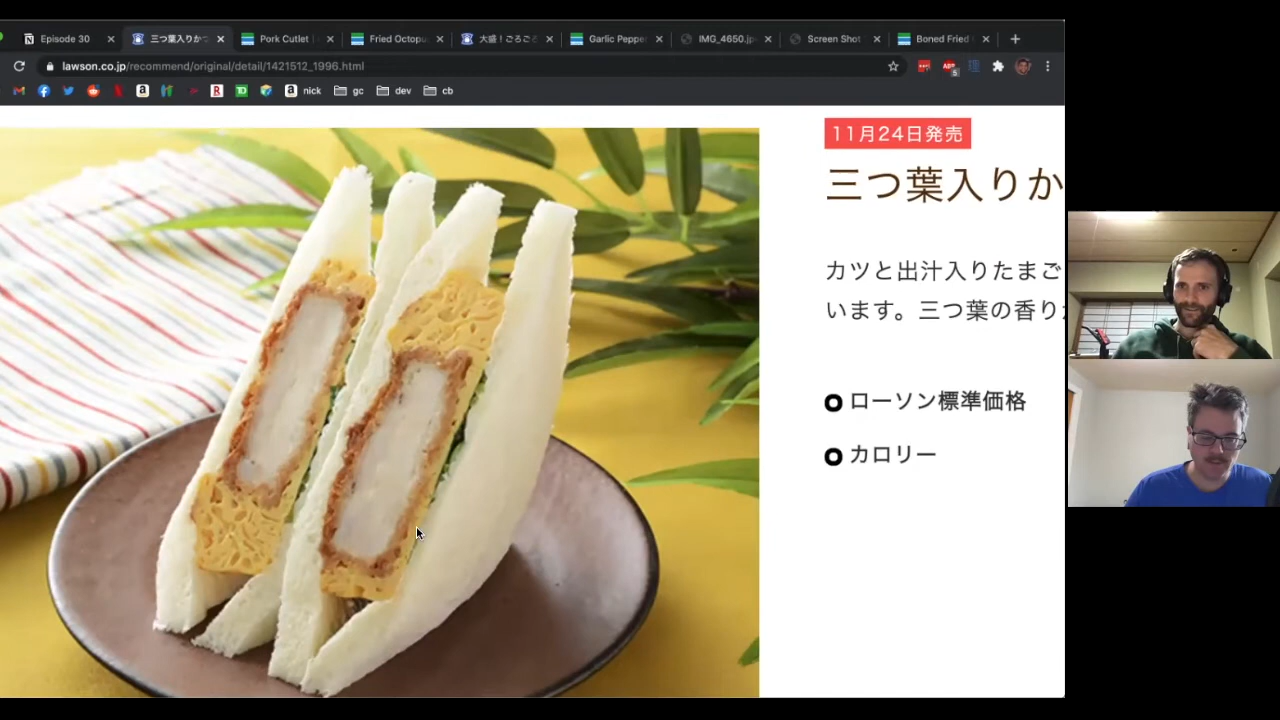 Episode 30
三つ葉入りかつ
Pork Cutlet |
Fried Octopu
大盛！ごろごろ
Garlic Pepper
IMG_4650.jp
Screen Shot
Boned Fried
lawson.co.jp/recommend/original/detail/1421512_1996.html
nick
gc
dev
cb
11月24日発売
三つ葉入りか
カツと出汁入りたまご
います。三つ葉の香り
ローソン標準価格
カロリー